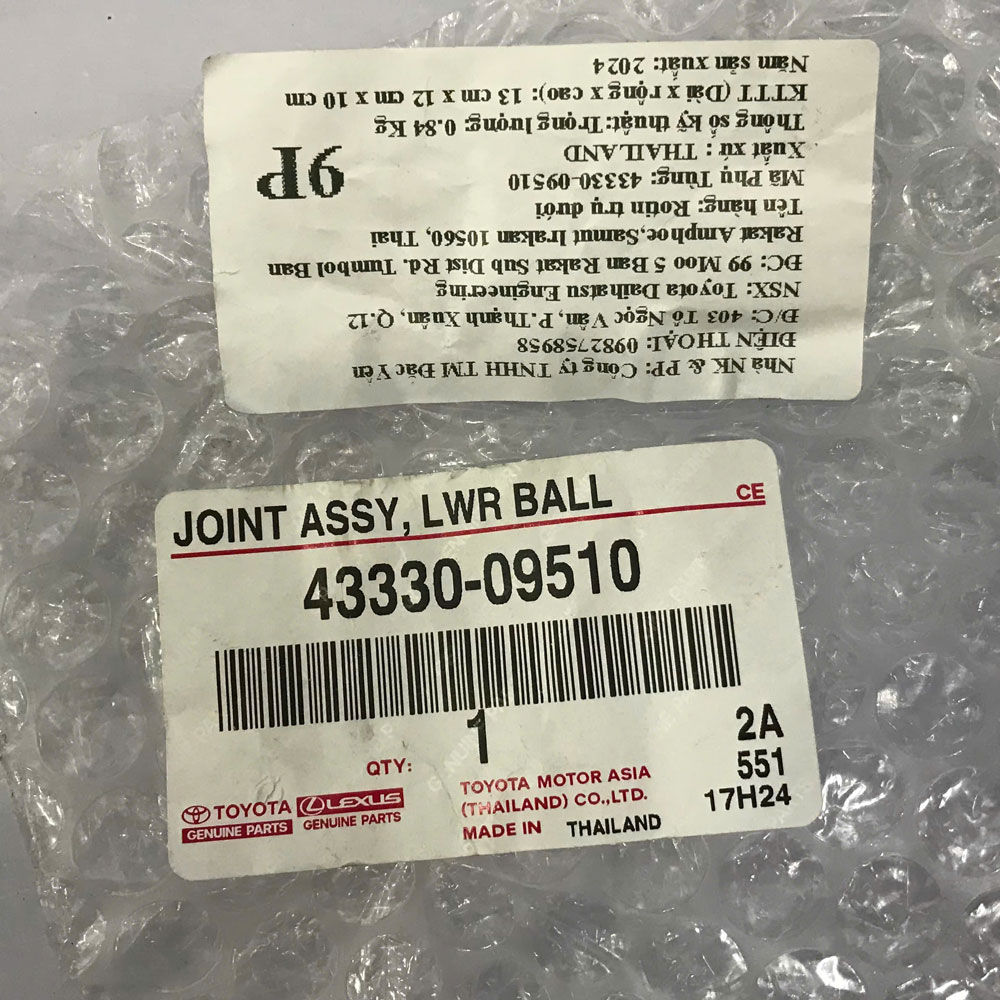 Nhà NK & PP: Công ty TNHH TM Đắc Yên
ĐIỆN THOẠI: 0982758958
Đ/C: 403 Tô Ngọc Vân, P.Thạnh Xuân, Q.12
NSX: Toyota Daihatsu Engineering
ĐC: 99 Moo 5 Ban Rakat Sub Dist Rd. Tumbol Ban
Rakat Amphoc,Samut Irakan 10560, Thai
Tên hàng: Rotin trụ dưới
Mã Phụ Tùng: 43330-09510
Xuất xứ : THAILAND
Thông số kỹ thuật:Trọng lượng: 0.84 Kg
KTTT (Dài x rộng x cao): 13 cm x 12 cm x 10 cm
Năm sản xuất: 2024
9P
JOINT ASSY, LWR BALL
CE
43330-09510
1
QTY:
2A
551
17H24
TOYOTA MOTOR ASIA
(THAILAND) CO.,LTD.
MADE IN THAILAND
TOYOTA
GENUINE PARTS
LEXUS
GENUINE PARTS